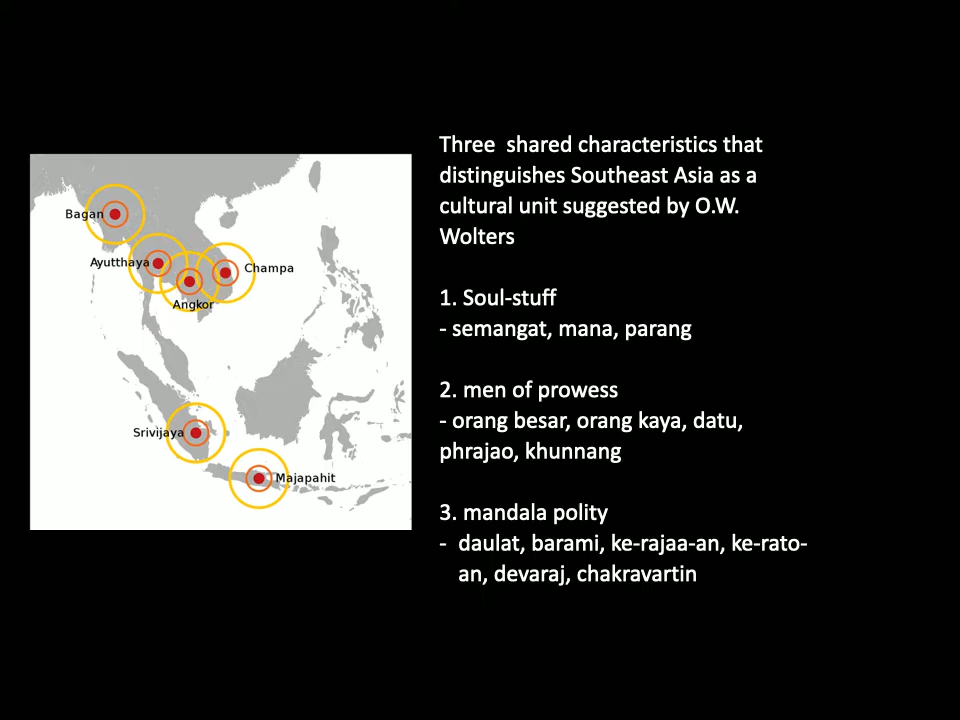 Bagan
Ayutthaya
Champa
Angkor
Srivijaya
Majapahit
Three  shared characteristics that
distinguishes Southeast Asia as a
cultural unit suggested by O.W.
Wolters
1. Soul-stuff
- semangat, mana, parang
2. men of prowess
- orang besar, orang kaya, datu,
phrajao, khunnang
3. mandala polity
- daulat, barami, ke-rajaa-an, ke-rato-
an, devaraj, chakravartin